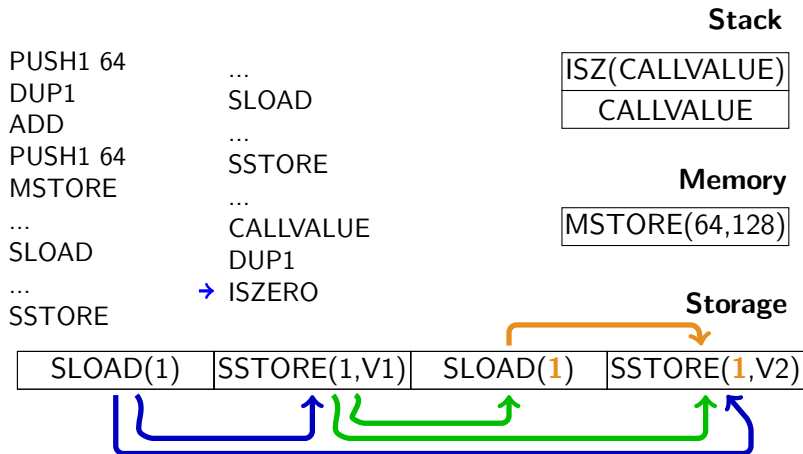 PUSH1 64
DUP1
ADD
PUSH1 64
MSTORE
...
SLOAD
...
SSTORE
...
SLOAD
...
SSTORE
...
CALLVALUE
DUP1
ISZERO
Stack
ISZ(CALLVALUE)
CALLVALUE
Memory
MSTORE(64,128)
Storage
SLOAD(1) SSTORE(1,V1) SLOAD(1) SSTORE(1,V2)